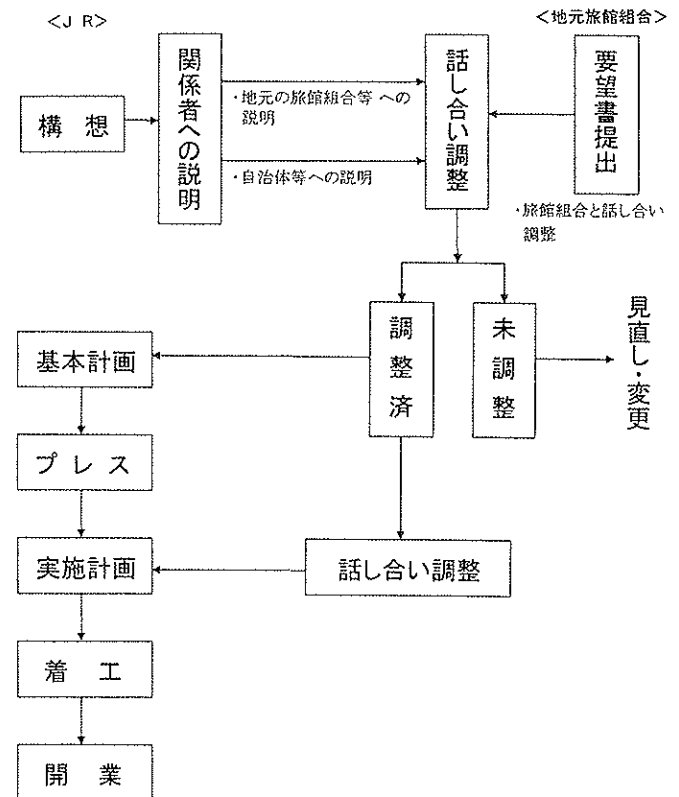 <JR>
<地元旅館組合>
構想
関係者への説明
・地元の旅館組合等 への
説明
・自治体等への説明
話し合い調整
要望書提出
・旅館組合と話し合い
調整
調整済
未調整
見直し・変更
基本計画
プレス
実施計画
話し合い調整
着工
開業